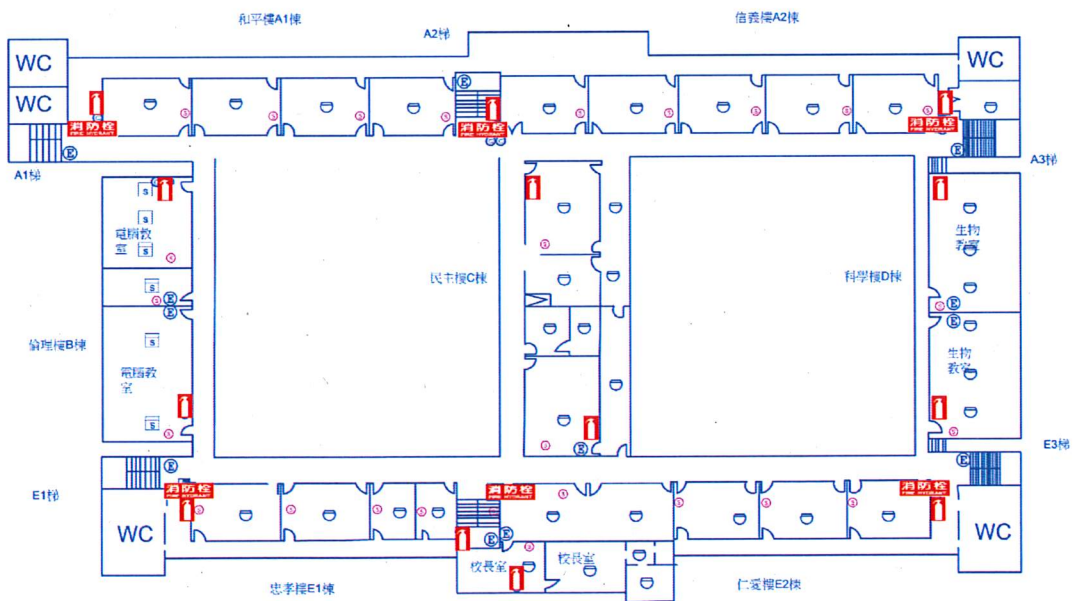 和平樓A1棟
信義樓A2棟
A2梯
WC
WC
WC
E
消防栓
FIRE HYDRANT
消防栓
FIRE HYDRANT
消防栓
FIRE HYDRANT
E
E
A1梯
A3梯
S
S
S
電腦教
室
生物
教室
民主樓C棟
科學樓D棟
S
E
E
E
E
倫理樓B棟
S
電腦教
室
生物
教室
S
E
E
E
E3梯
E1梯
消防栓
FIRE HYDRANT
消防栓
FIRE HYDRANT
消防栓
FIRE HYDRANT
WC
WC
E
E
校長室
校長室
忠孝樓E1棟
仁愛樓E2棟